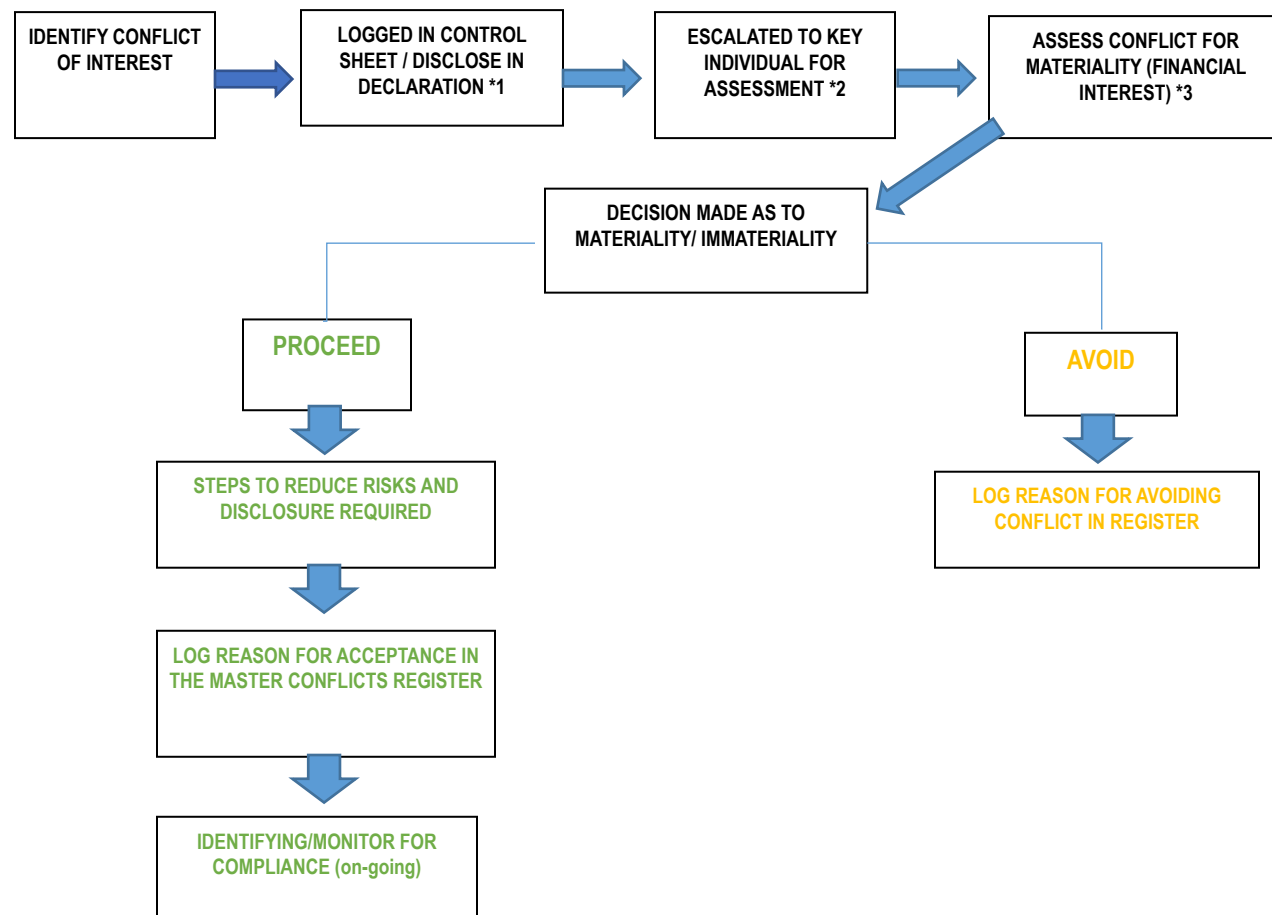 IDENTIFY CONFLICT
OF INTEREST
LOGGED IN CONTROL
SHEET / DISCLOSE IN
DECLARATION *1
ESCALATED TO KEY
INDIVIDUAL FOR
ASSESSMENT *2
ASSESS CONFLICT FOR
MATERIALITY (FINANCIAL
INTEREST) *3
DECISION MADE AS TO
MATERIALITY/ IMMATERIALITY
PROCEED
AVOID
STEPS TO REDUCE RISKS AND
DISCLOSURE REQUIRED
LOG REASON FOR AVOIDING
CONFLICT IN REGISTER
LOG REASON FOR ACCEPTANCE IN
THE MASTER CONFLICTS REGISTER
IDENTIFYING/MONITOR FOR
COMPLIANCE (on-going)